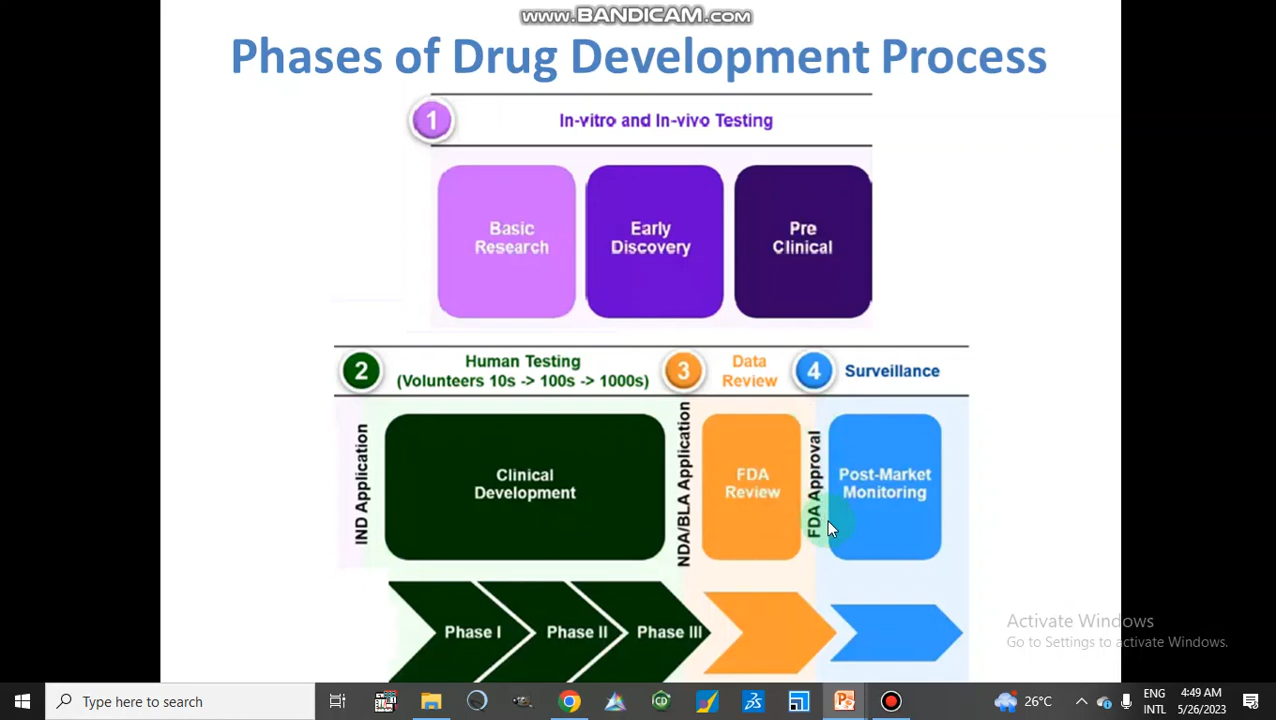 www.BANDICAM.com
Phases of Drug Development Process
1
In-vitro and In-vivo Testing
Basic
Research
Early
Discovery
Pre
Clinical
2
Human Testing
(Volunteers 10s -> 100s -> 1000s)
3
Data
Review
4
Surveillance
IND Application
Clinical
Development
NDA/BLA Application
FDA
Review
FDA Approval
Post-Market
Monitoring
Phase I
Phase II
Phase III
Activate Windows
Go to Settings to activate Windows.
Type here to search
26°C
ENG
INTL
4:49 AM
5/26/2023